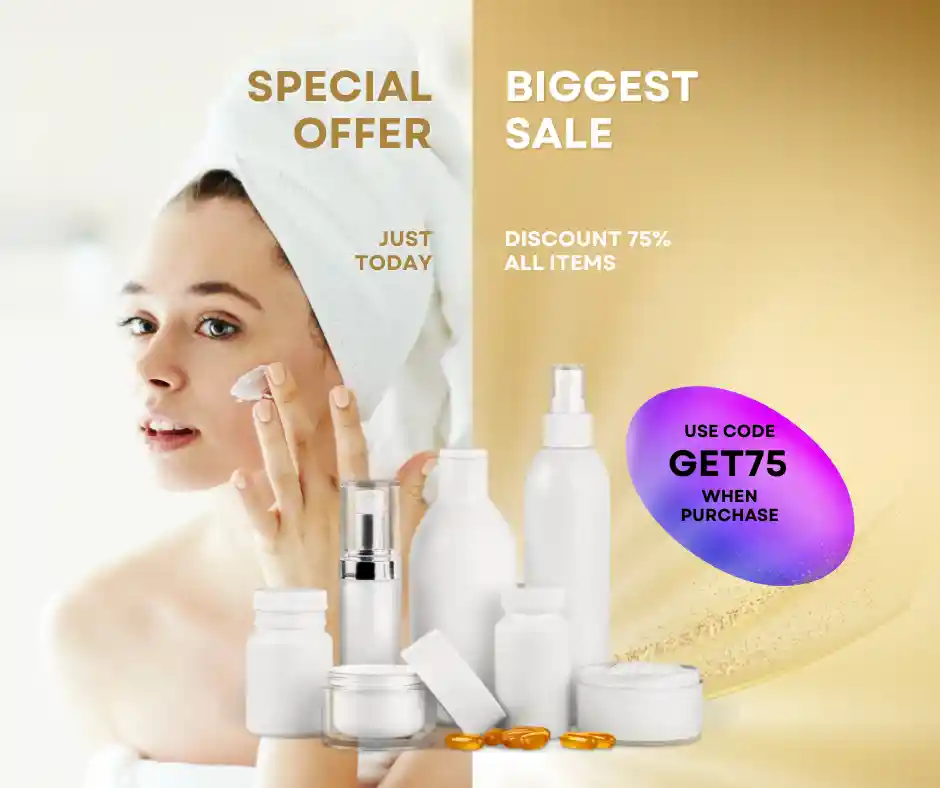 SPECIAL
OFFER
JUST
TODAY
BIGGEST
SALE
DISCOUNT 75%
ALL ITEMS
USE CODE
GET75
WHEN
PURCHASE